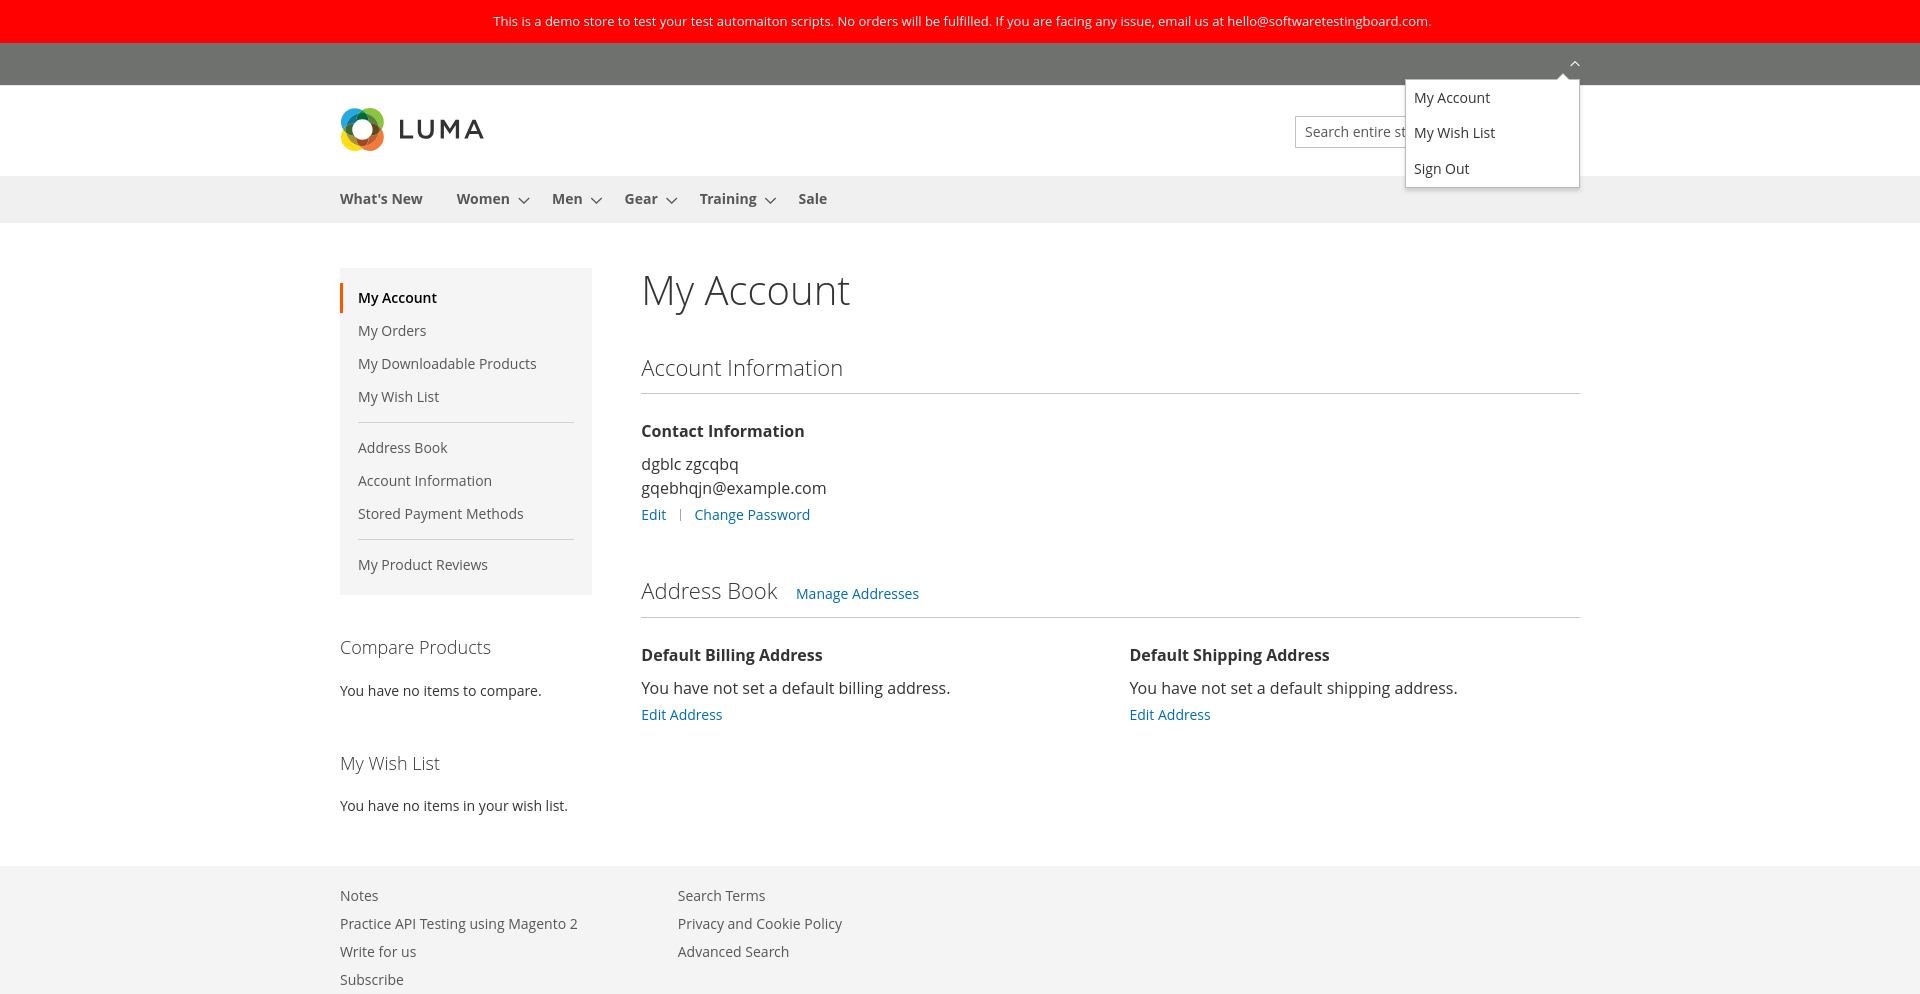 This is a demo store to test your test automaiton scripts. No orders will be fulfilled. If you are facing any issue, email us at hello@softwaretestingboard.com.
My Account
My Wish List
Sign Out
LUMA
Search entire st
What's New
Women
Men
Gear
Training
Sale
My Account
My Orders
My Downloadable Products
My Wish List
Address Book
Account Information
Stored Payment Methods
My Product Reviews
Compare Products
You have no items to compare.
My Wish List
You have no items in your wish list.
My Account
Account Information
Contact Information
dgblc zgcqbq
gqebhqjn@example.com
Edit | Change Password
Address Book Manage Addresses
Default Billing Address
You have not set a default billing address.
Edit Address
Default Shipping Address
You have not set a default shipping address.
Edit Address
Notes
Practice API Testing using Magento 2
Write for us
Subscribe
Search Terms
Privacy and Cookie Policy
Advanced Search